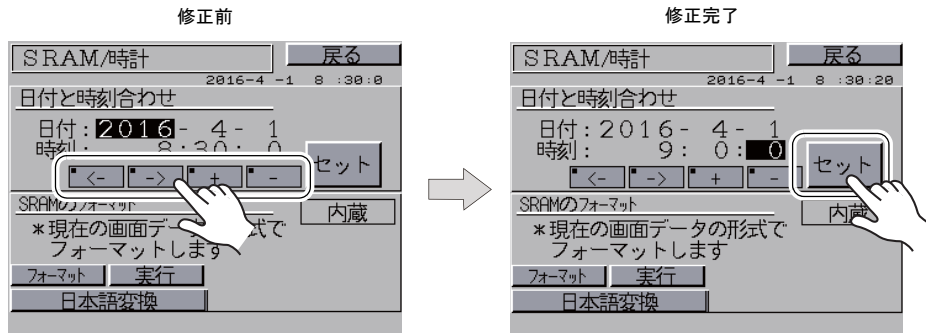 修正前
SRAM/時計 戻る
2016-4 -1 8 :30:0
日付と時刻合わせ
日付:2016- 4- 1
時刻: 8:30: 0
<- -> + - セット
SRAMのフォーマット 内蔵
*現在の画面デー 式で
フォーマットします
フォーマット 実行
日本語変換
修正完了
SRAM/時計 戻る
2016-4 -1 8 :30:20
日付と時刻合わせ
日付:2016- 4- 1
時刻: 9: 0: 0
<- -> + - セット
SRAMのフォーマット 内蔵
*現在の画面データの形式で
フォーマットします
フォーマット 実行
日本語変換